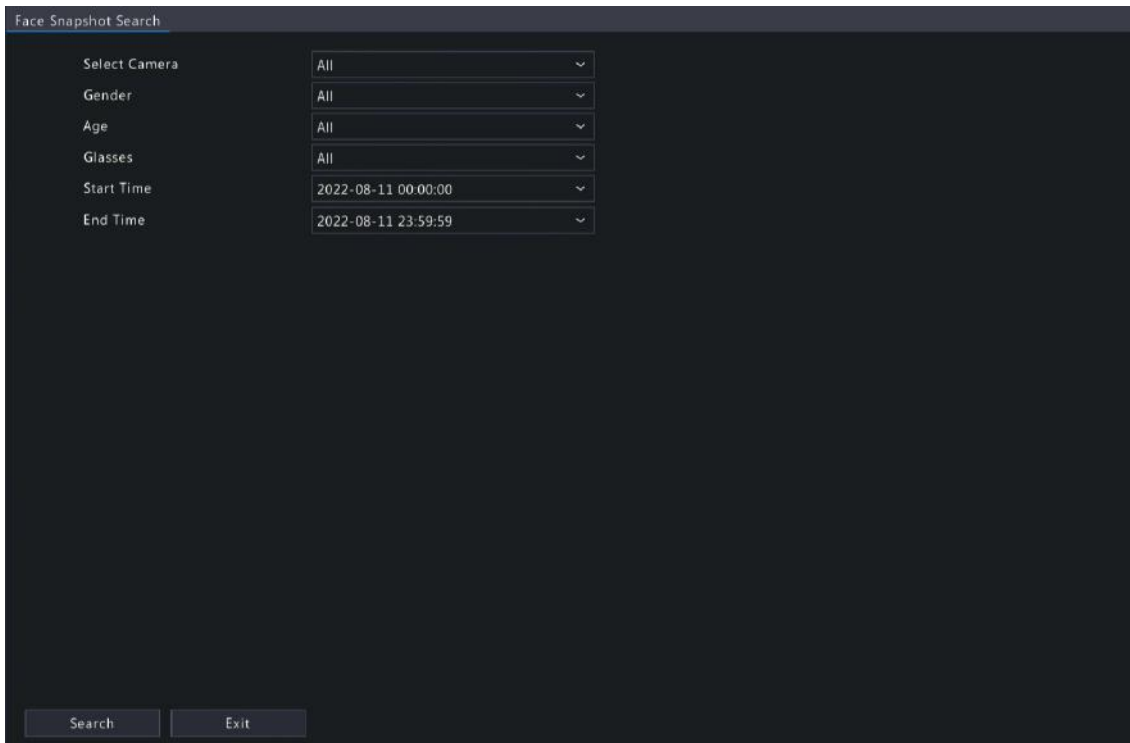 Face Snapshot Search
Select Camera All
Gender All
Age All
Glasses All
Start Time 2022-08-11 00:00:00
End Time 2022-08-11 23:59:59
Search Exit